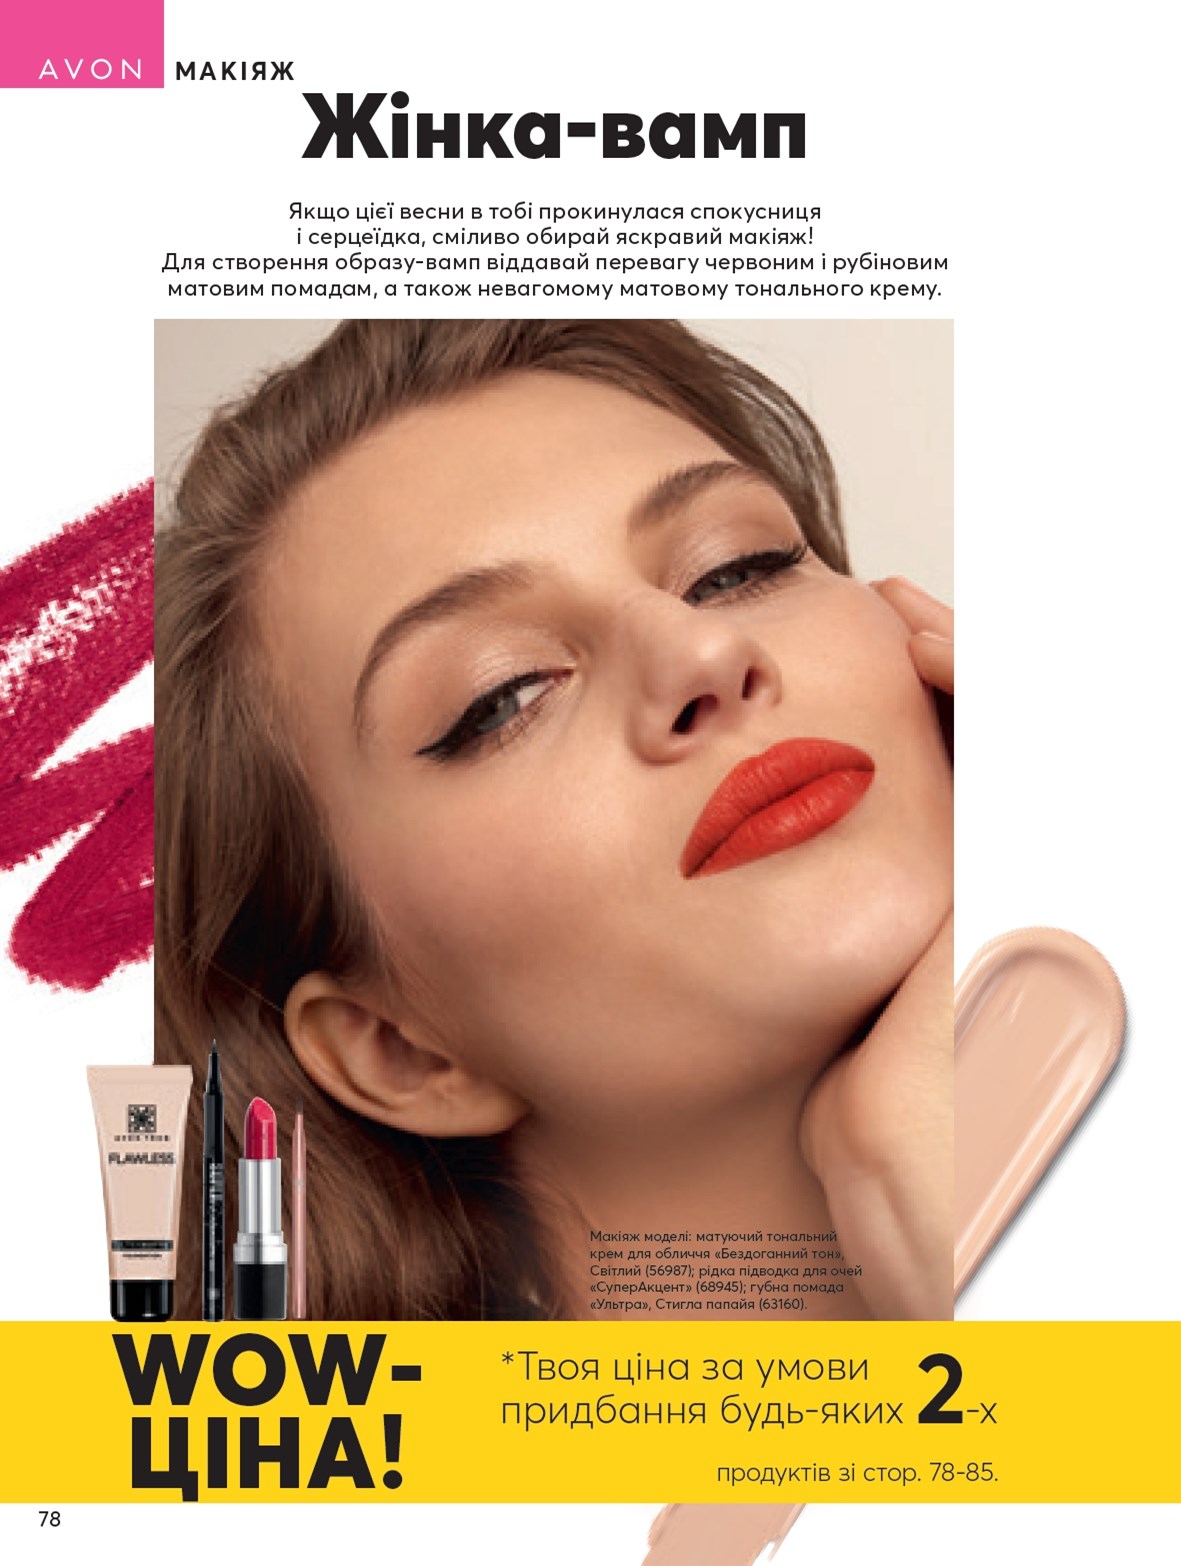 AVON МАКІЯЖ
Жінка-вамп
Якщо цієї весни в тобі прокинулася спокусниця
і серцеїдка, сміливо обирай яскравий макіяж!
Для створення образу-вамп віддавай перевагу червоним і рубіновим
матовим помадам, а також невагомому матовому тонального крему.
FLAWLESS
Макіяж моделі: матуючий тональний
крем для обличчя «Бездоганний тон»,
Світлий (56987); рідка підводка для очей
«СуперАкцент» (68945); губна помада
«Ультра», Стигла папайя (63160).
WOW-
ЦІНА!
*Твоя ціна за умови
придбання будь-яких 2-х
продуктів зі стор. 78-85.
78